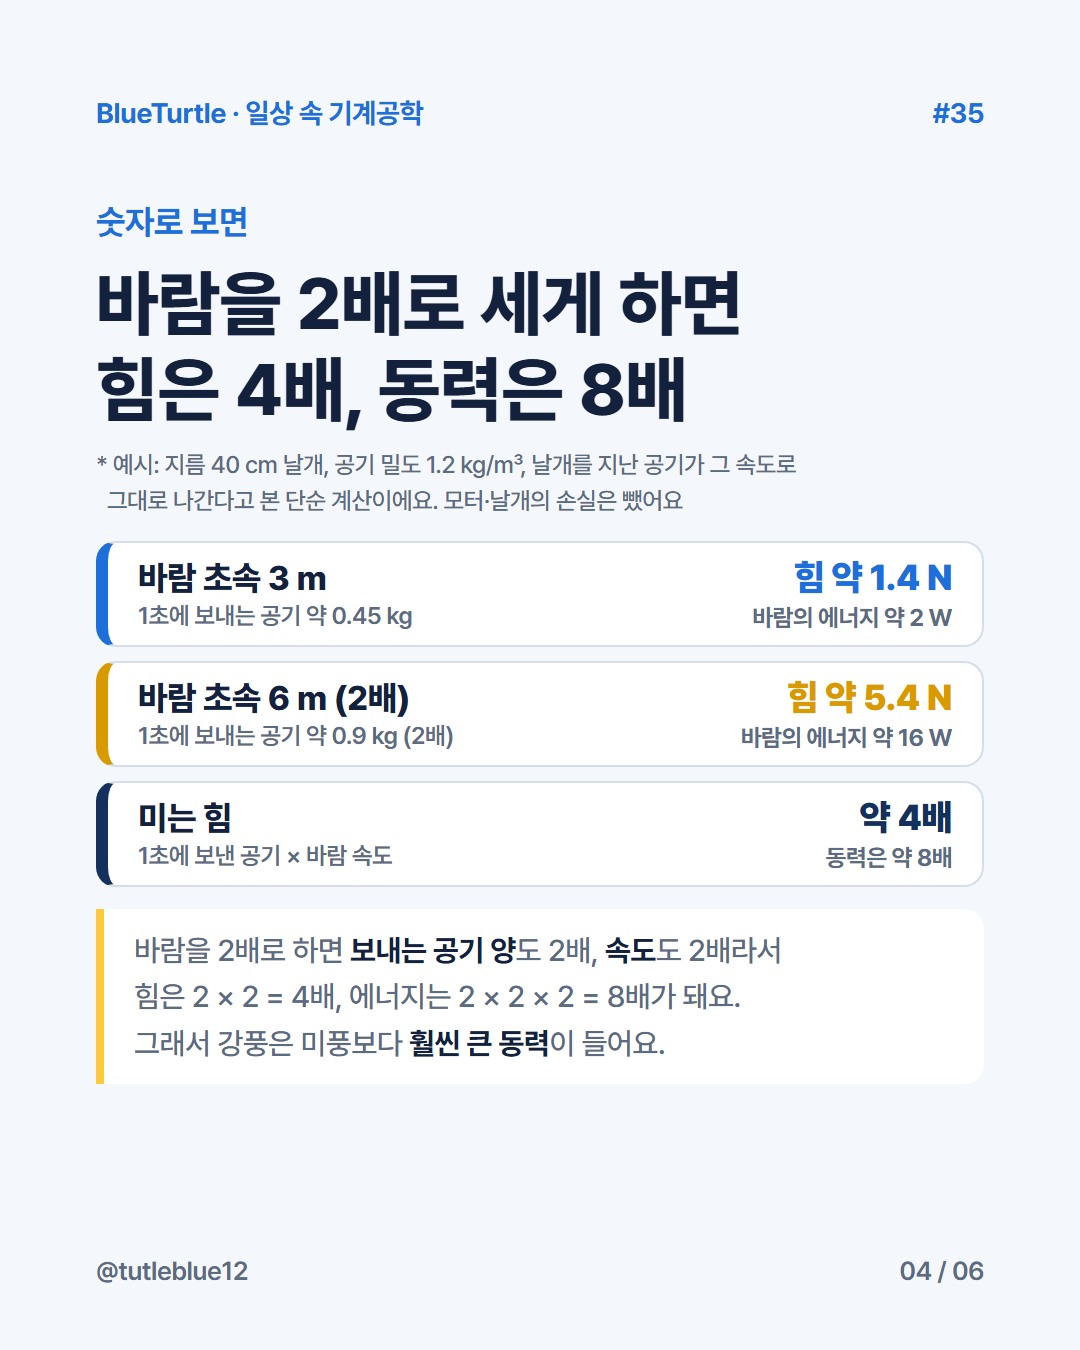 BlueTurtle · 일상 속 기계공학
#35
숫자로 보면
바람을 2배로 세게 하면
힘은 4배, 동력은 8배
* 예시: 지름 40 cm 날개, 공기 밀도 1.2 kg/m³, 날개를 지난 공기가 그 속도로
그대로 나간다고 본 단순 계산이에요. 모터·날개의 손실은 뺐어요
바람 초속 3 m
1초에 보내는 공기 약 0.45 kg
힘 약 1.4 N
바람의 에너지 약 2 W
바람 초속 6 m (2배)
1초에 보내는 공기 약 0.9 kg (2배)
힘 약 5.4 N
바람의 에너지 약 16 W
미는 힘
1초에 보낸 공기 × 바람 속도
약 4배
동력은 약 8배
바람을 2배로 하면 보내는 공기 양도 2배, 속도도 2배라서
힘은 2 × 2 = 4배, 에너지는 2 × 2 × 2 = 8배가 돼요.
그래서 강풍은 미풍보다 훨씬 큰 동력이 들어요.
@tutleblue12
04 / 06